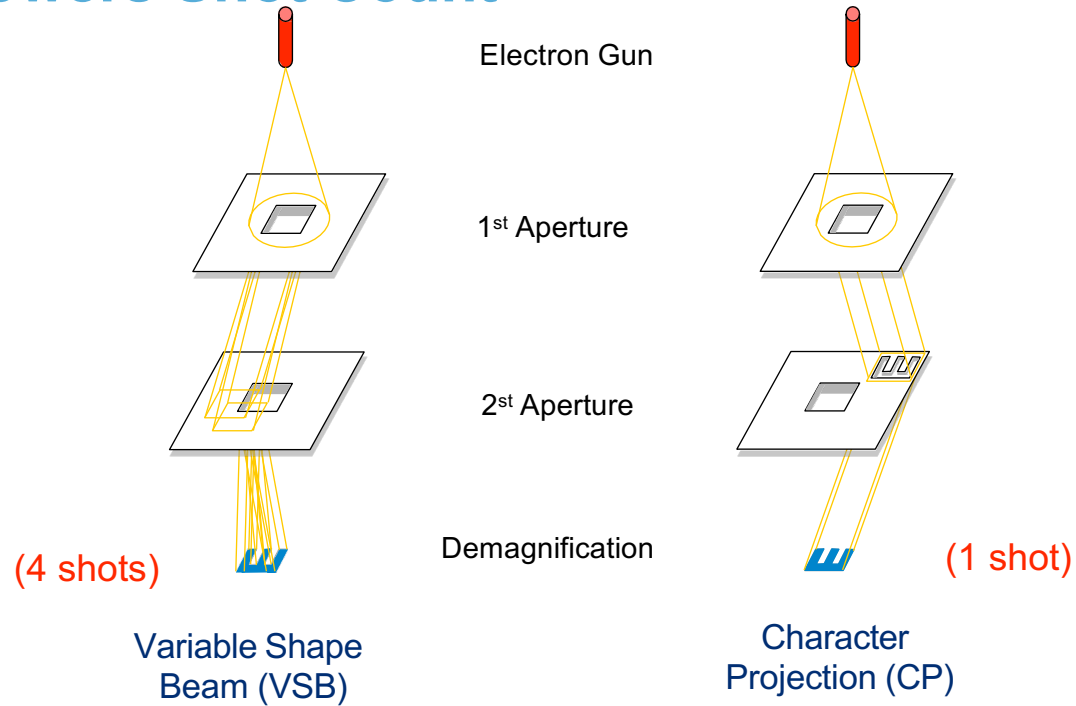 Electron Gun
1st Aperture
2st Aperture
Demagnification
(4 shots)
(1 shot)
Variable Shape
Beam (VSB)
Character
Projection (CP)